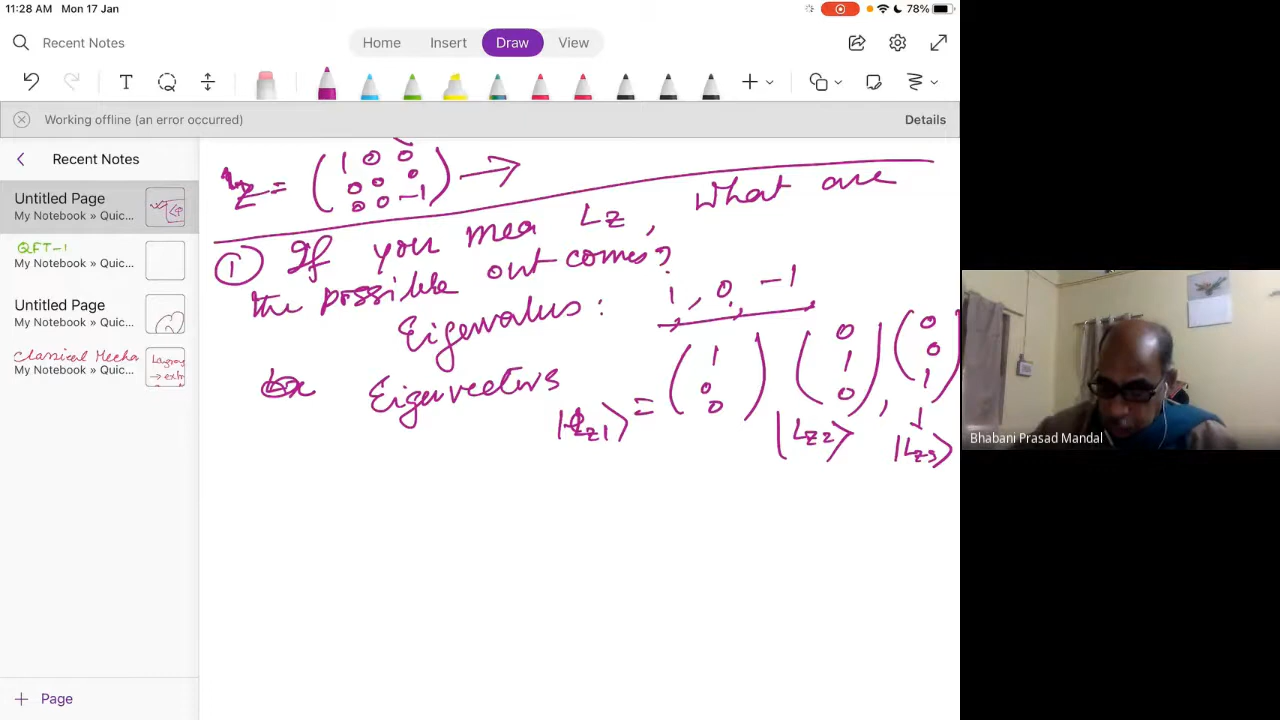 11:28 AM Mon 17 Jan
78%
Recent Notes
Home Insert Draw View
Working offline (an error occurred)
Details
Recent Notes
Untitled Page
My Notebook » Quic...
QFT-1
My Notebook » Quic...
Untitled Page
My Notebook » Quic...
Classical Mecha
My Notebook » Quic...
Page
Lz = ( 1 0 0
0 0 0
0 0 -1 ) →
① If you mea Lz, what are
the possible outcomes?
Eigenvalus : 1, 0, -1
Eigenvectors
|Lz1> = ( 1 0 0 ) ( 0 1 0 ), ( 0 0 1 )
|Lz2> |Lz3>
Bhabani Prasad Mandal